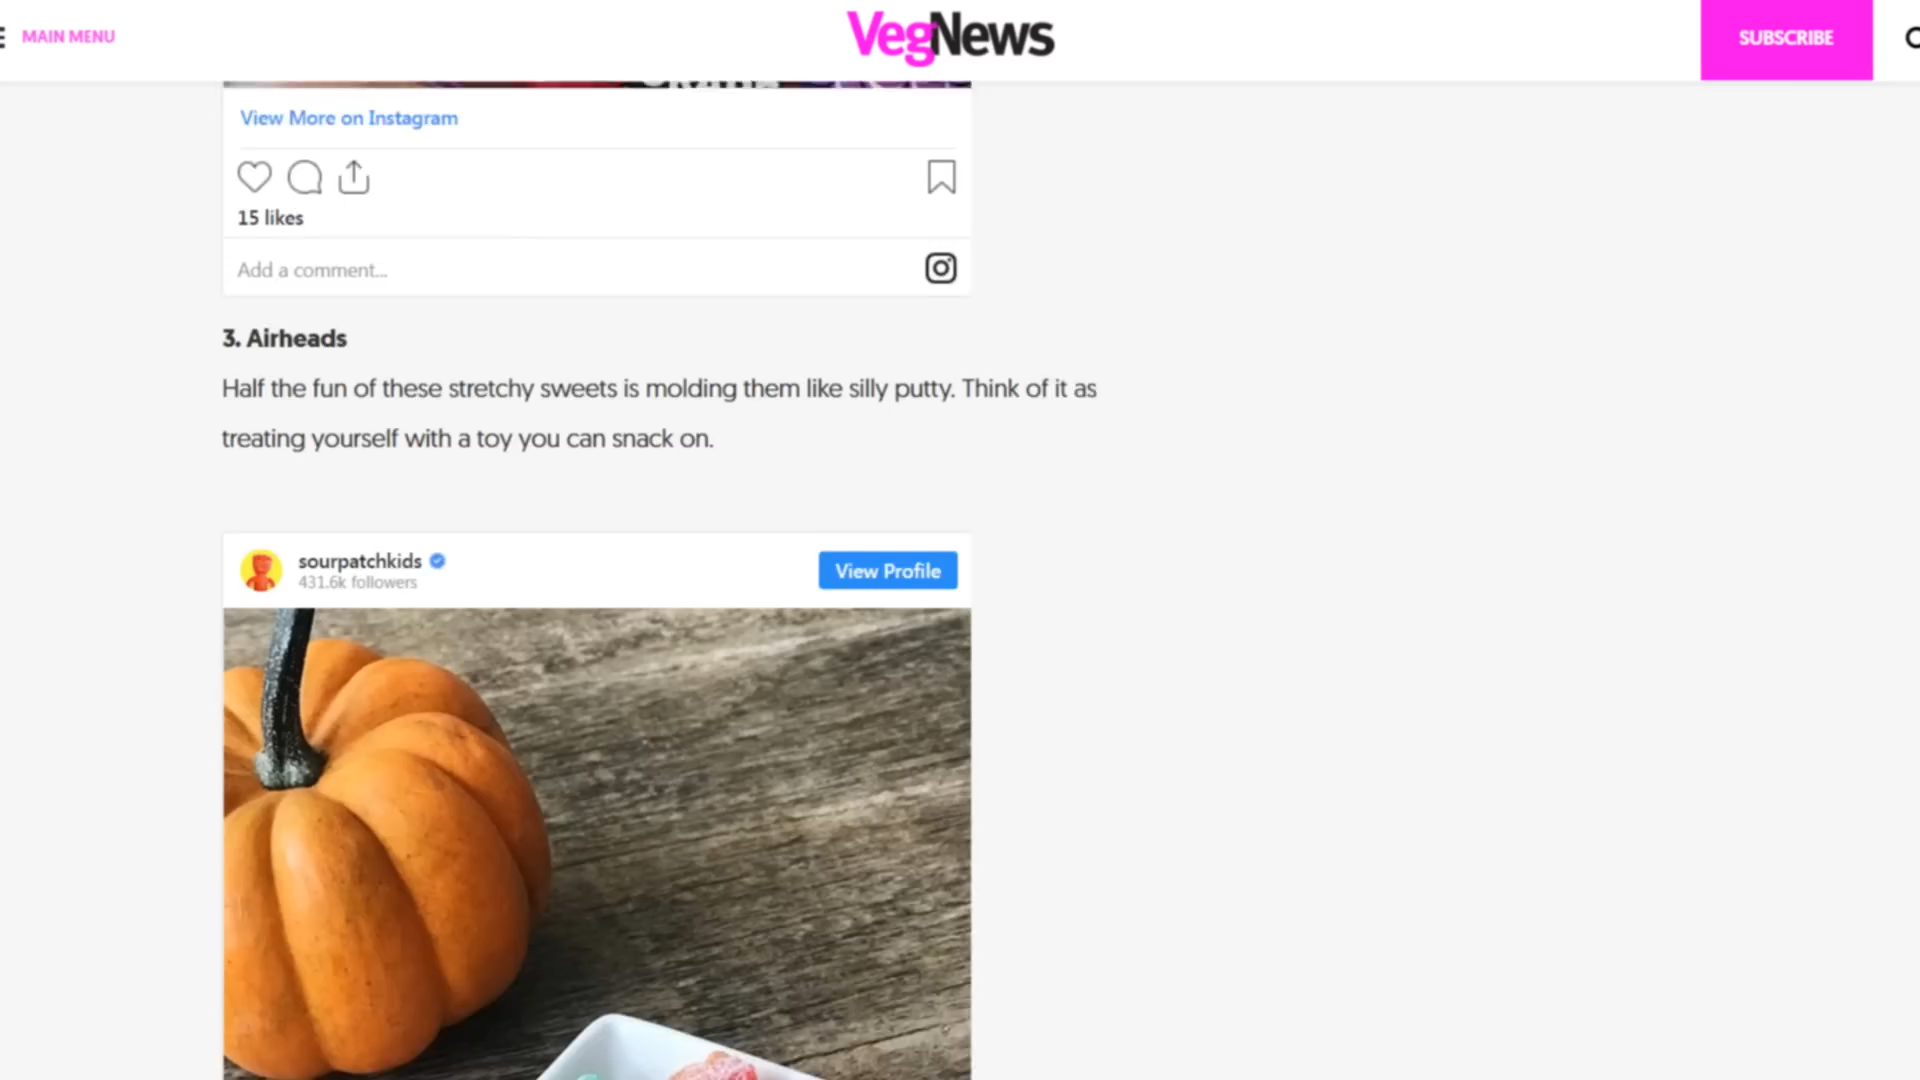 MAIN MENU
VegNews
SUBSCRIBE
View More on Instagram
15 likes
Add a comment...
3. Airheads
Half the fun of these stretchy sweets is molding them like silly putty. Think of it as
treating yourself with a toy you can snack on.
sourpatchkids
431.6k followers
View Profile